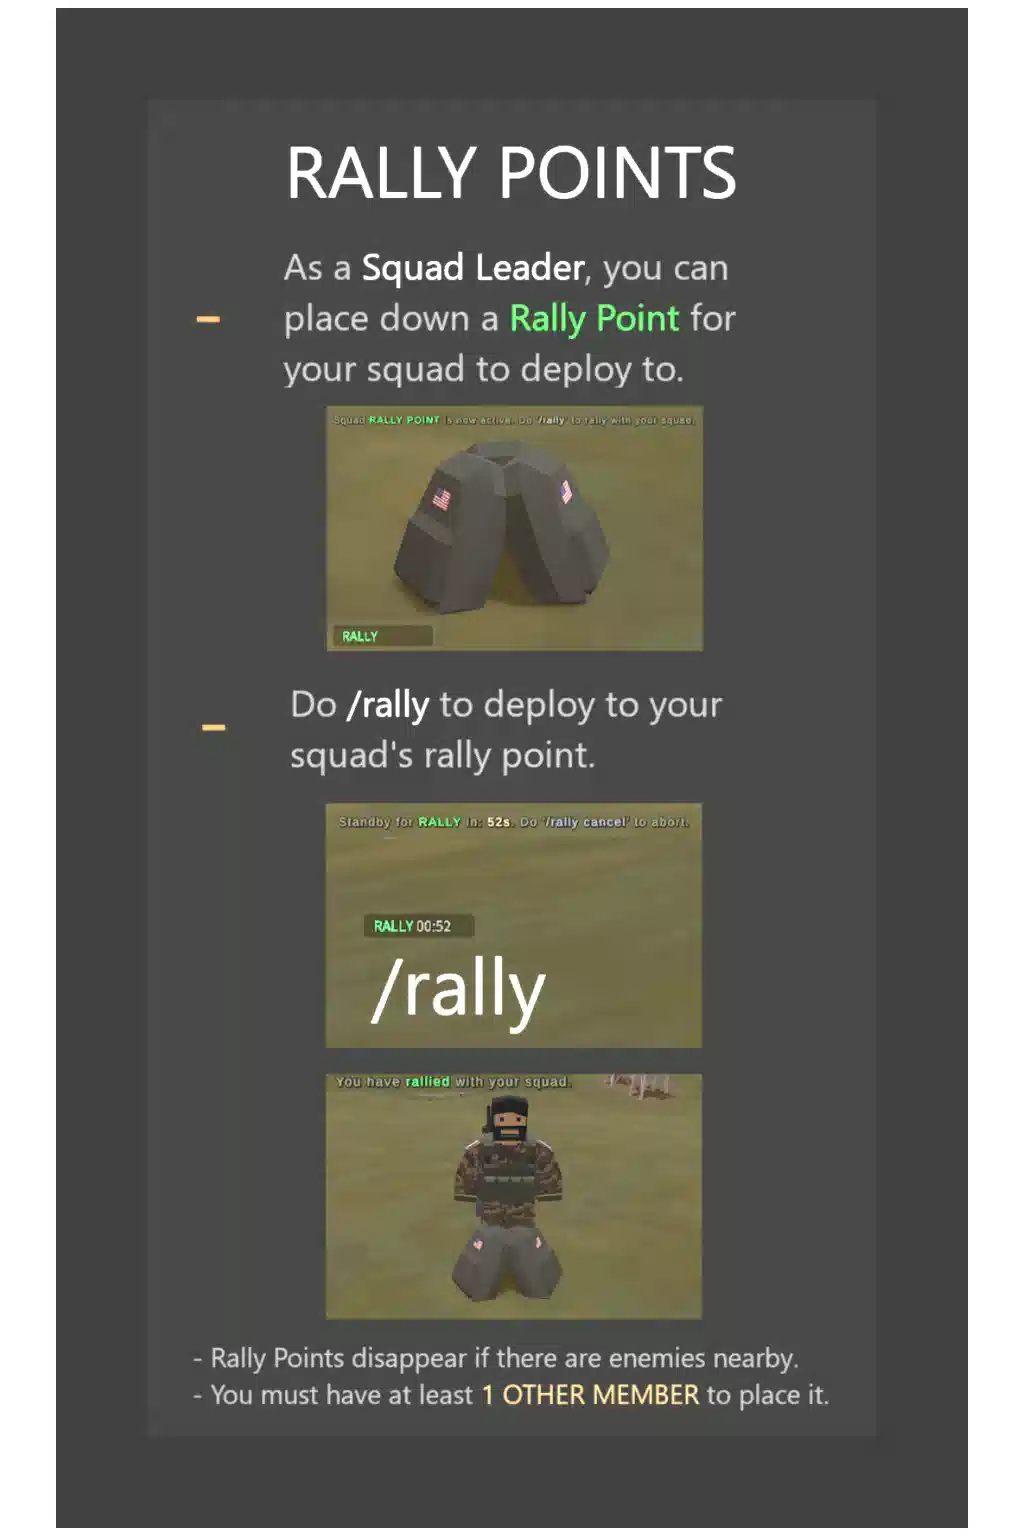 RALLY POINTS
As a Squad Leader, you can
place down a Rally Point for
your squad to deploy to.
Squad RALLY POINT is now active. Do '/rally' to rally with your squad.
RALLY
Do /rally to deploy to your
squad's rally point.
Standby for RALLY in: 52s. Do '/rally cancel' to abort.
RALLY 00:52
/rally
You have rallied with your squad.
- Rally Points disappear if there are enemies nearby.
- You must have at least 1 OTHER MEMBER to place it.